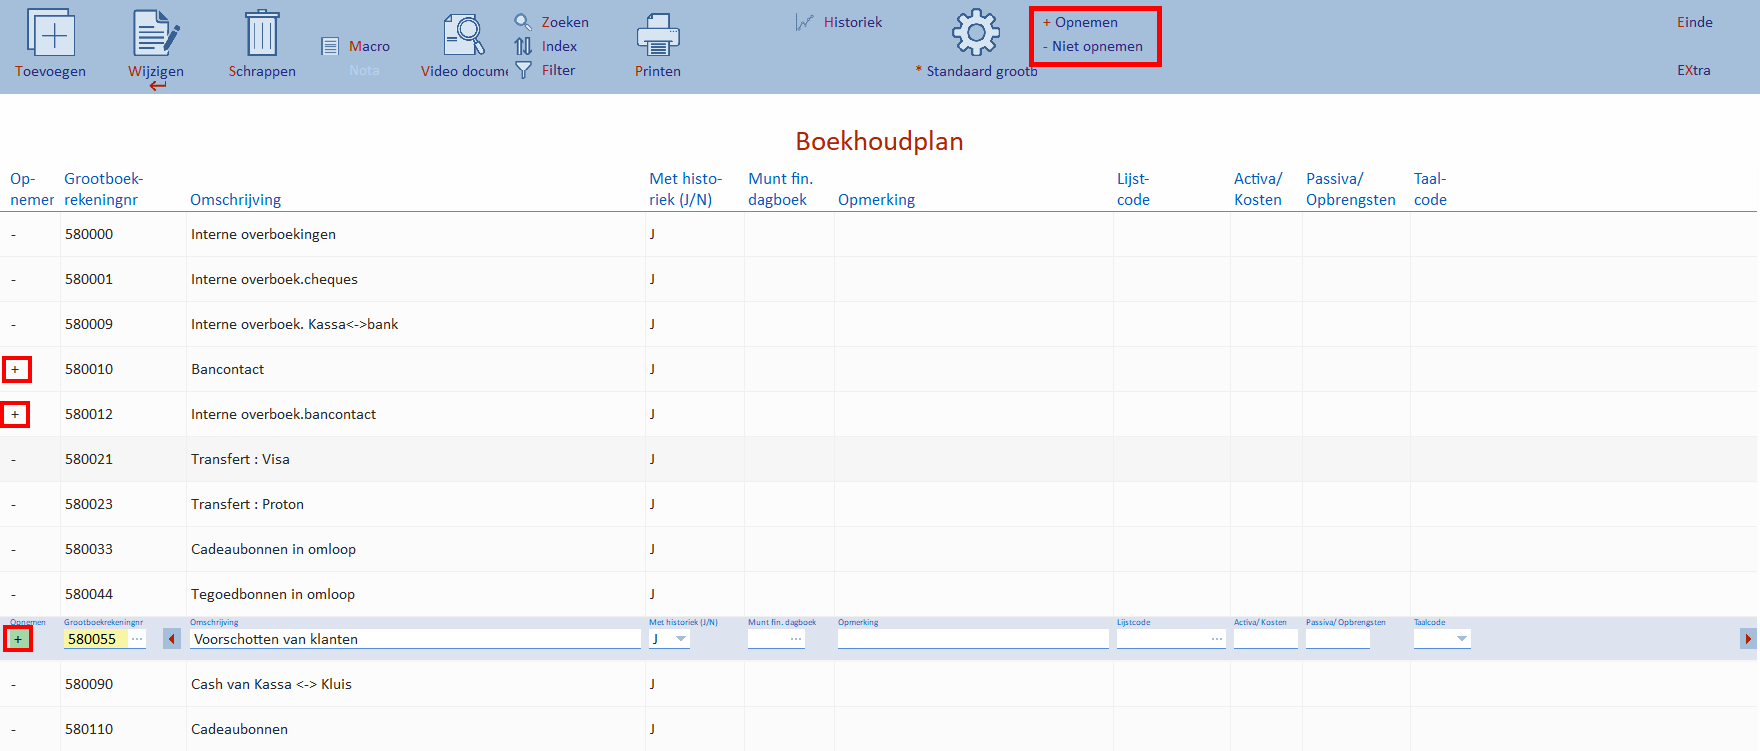 Toevoegen
Wijzigen
Schrappen
Macro
Nota
Video docume
Zoeken
Index
Filter
Printen
Historiek
* Standaard grootb
+ Opnemen
- Niet opnemen
Einde
EXtra
Boekhoudplan
Op- Grootboek- Met histo- Munt fin. Lijst- Activa/ Passiva/ Taal-
nemer rekeningnr Omschrijving riek (J/N) dagboek Opmerking code Kosten Opbrengsten code
- 580000 Interne overboekingen J
- 580001 Interne overboek.cheques J
- 580009 Interne overboek. Kassa<->bank J
+ 580010 Bancontact J
+ 580012 Interne overboek.bancontact J
- 580021 Transfert : Visa J
- 580023 Transfert : Proton J
- 580033 Cadeaubonnen in omloop J
- 580044 Tegoedbonnen in omloop J
Opnemen Grootboekrekeningnr Omschrijving Met historiek (J/N) Munt fin. dagboek Opmerking Lijstcode Activa/ Kosten Passiva/ Opbrengsten Taalcode
+ 580055 ... Voorschotten van klanten J ... ...
- 580090 Cash van Kassa <-> Kluis J
- 580110 Cadeaubonnen J